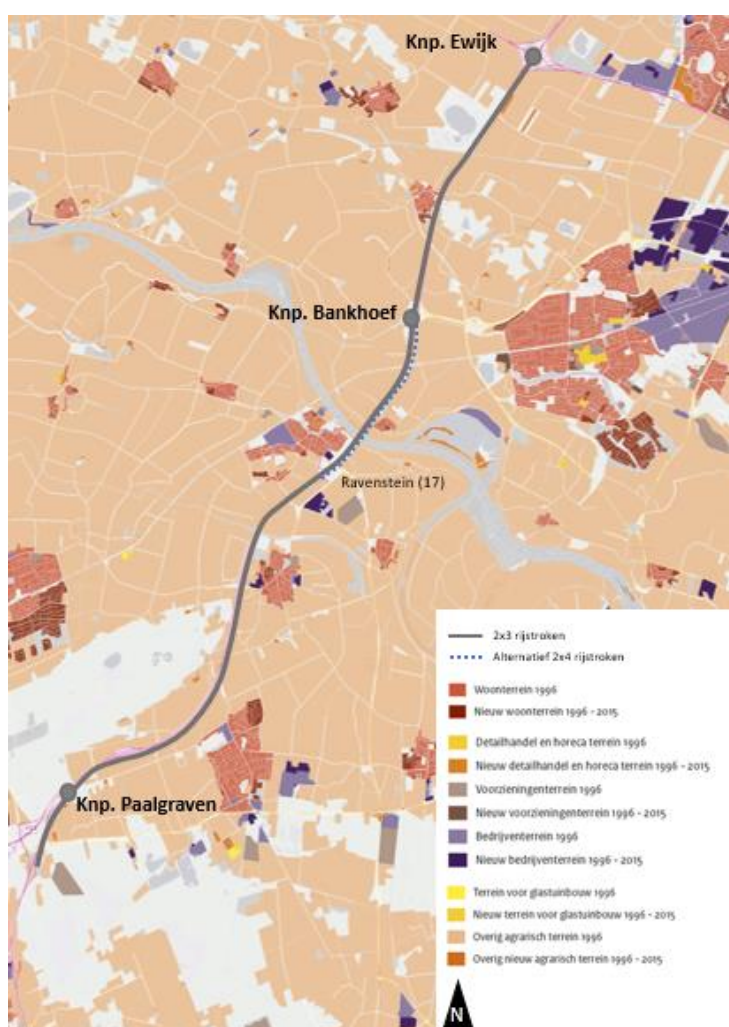 Knp. Ewijk
Knp. Bankhoef
Ravenstein (17)
Knp. Paalgraven
2x3 rijstroken
Alternatief 2x4 rijstroken
Woonterrein 1996
Nieuw woonterrein 1996 - 2015
Detailhandel en horeca terrein 1996
Nieuw detailhandel en horeca terrein 1996 - 2015
Voorzieningenterrein 1996
Nieuw voorzieningenterrein 1996 - 2015
Bedrijventerrein 1996
Nieuw bedrijventerrein 1996 - 2015
Terrein voor glastuinbouw 1996
Nieuw terrein voor glastuinbouw 1996 - 2015
Overig agrarisch terrein 1996
Overig nieuw agrarisch terrein 1996 - 2015
N